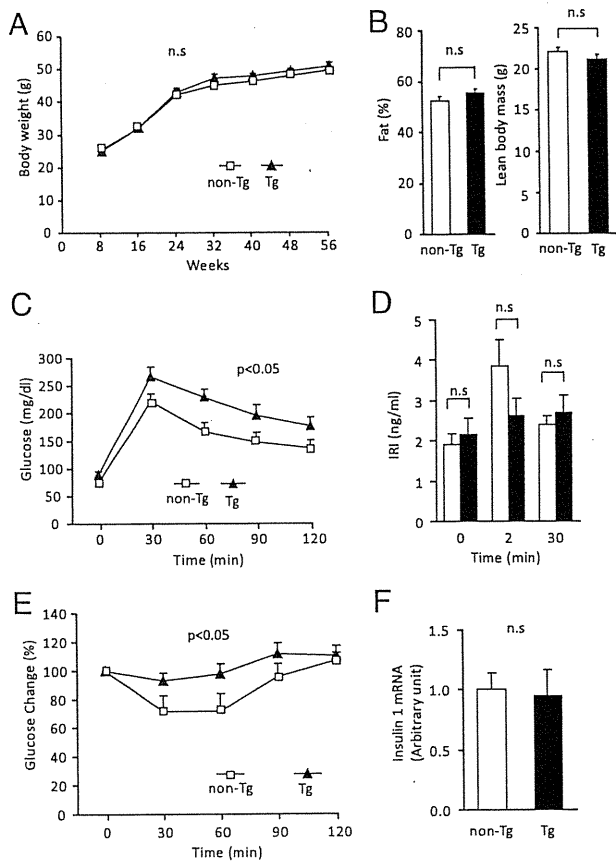 A
n.s
Body weight (g)
60
50
40
30
20
10
0
non-Tg Tg
0 8 16 24 32 40 48 56
Weeks
B
n.s
Fat (%)
80
60
40
20
0
non-Tg Tg
n.s
Lean body mass (g)
25
20
15
10
5
0
non-Tg Tg
C
p<0.05
Glucose (mg/dl)
300
250
200
150
100
50
0
non-Tg Tg
0 30 60 90 120
Time (min)
D
n.s
n.s
n.s
IRI (ng/ml)
5
4
3
2
1
0
0 2 30
Time (min)
E
p<0.05
Glucose Change (%)
140
120
100
80
60
40
20
0
non-Tg Tg
0 30 60 90 120
Time (min)
F
n.s
Insulin 1 mRNA
(Arbitrary unit)
1.5
1.0
0.5
0.0
non-Tg Tg